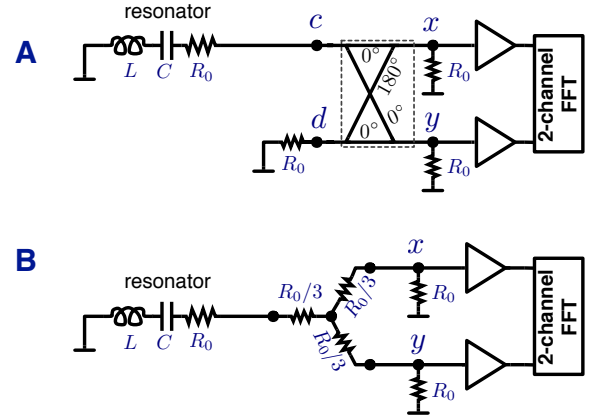 resonator
c
x
A
0°
180°
L
C
R₀
R₀
d
0°
0°
y
R₀
R₀
2-channel
FFT
B
resonator
x
R₀/3
R₀/3
R₀
L
C
R₀
R₀/3
y
R₀
2-channel
FFT